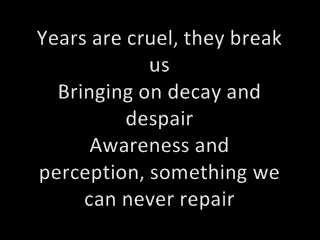 Years are cruel, they break
us
Bringing on decay and
despair
Awareness and
perception, something we
can never repair